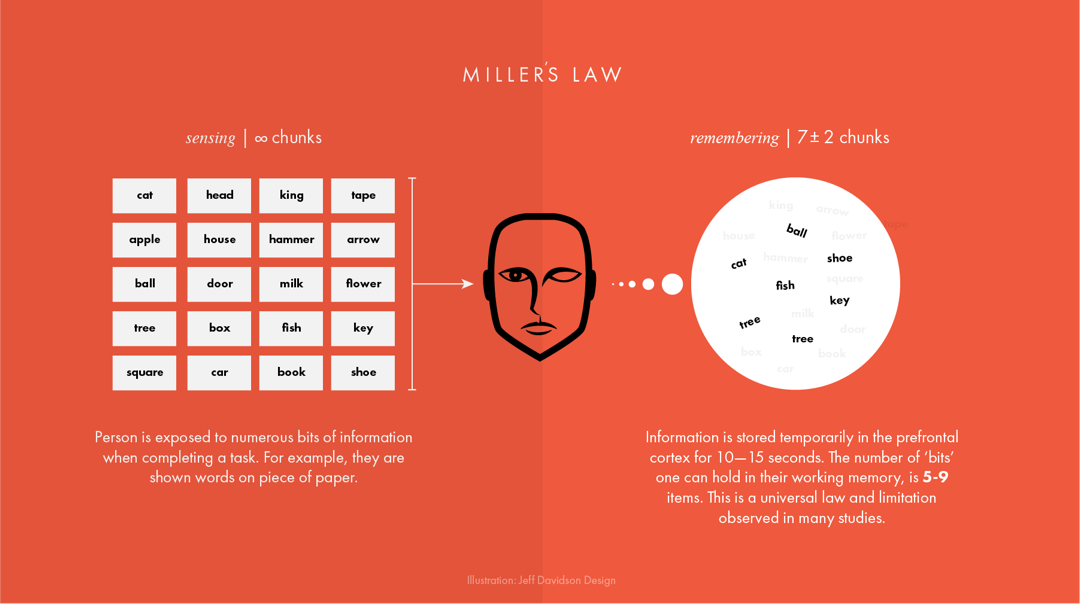 MILLER'S LAW
sensing | ∞ chunks
remembering | 7± 2 chunks
cat head king tape
apple house hammer arrow
ball door milk flower
tree box fish key
square car book shoe
king arrow
tape
ball
house flower
cat hammer shoe
square
fish
key
milk
tree
door
tree
box book
car
Person is exposed to numerous bits of information
when completing a task. For example, they are
shown words on piece of paper.
Information is stored temporarily in the prefrontal
cortex for 10—15 seconds. The number of ‘bits’
one can hold in their working memory, is 5-9
items. This is a universal law and limitation
observed in many studies.
Illustration: Jeff Davidson Design